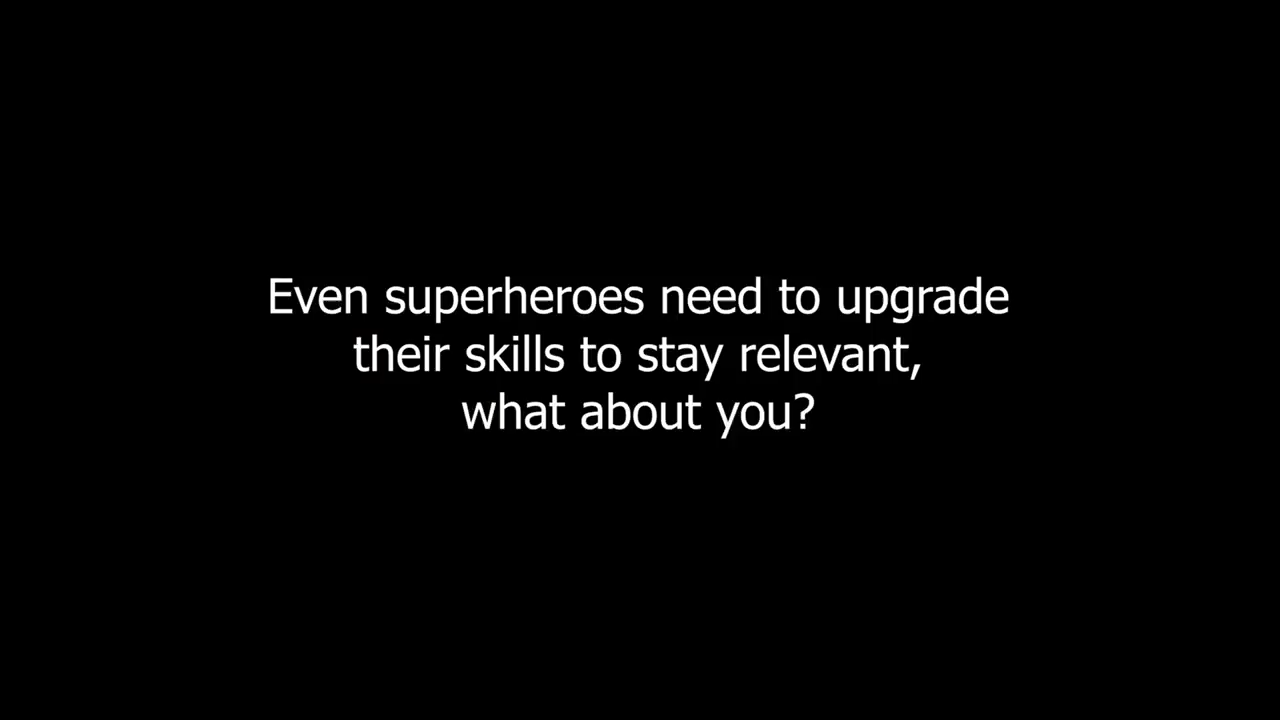 Even superheroes need to upgrade
their skills to stay relevant,
what about you?